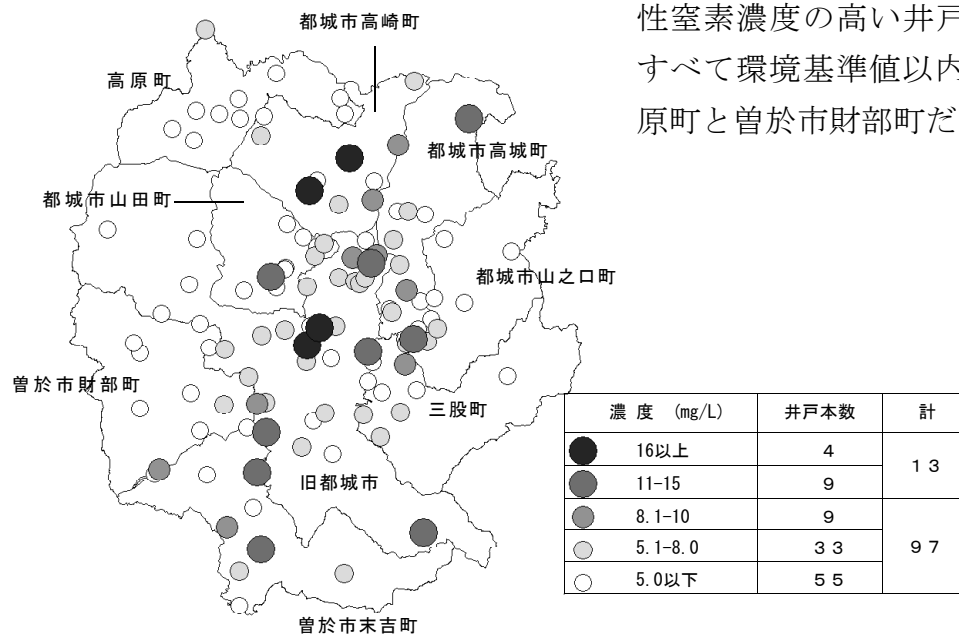 性窒素濃度の高い井戸
すべて環境基準値以内
原町と曽於市財部町だ
都城市高崎町
高原町
都城市高城町
都城市山田町
都城市山之口町
曽於市財部町
三股町
旧都城市
曽於市末吉町
濃度 (mg/L) 井戸本数 計
16以上 4 13
11-15 9
8.1-10 9 97
5.1-8.0 33
5.0以下 55